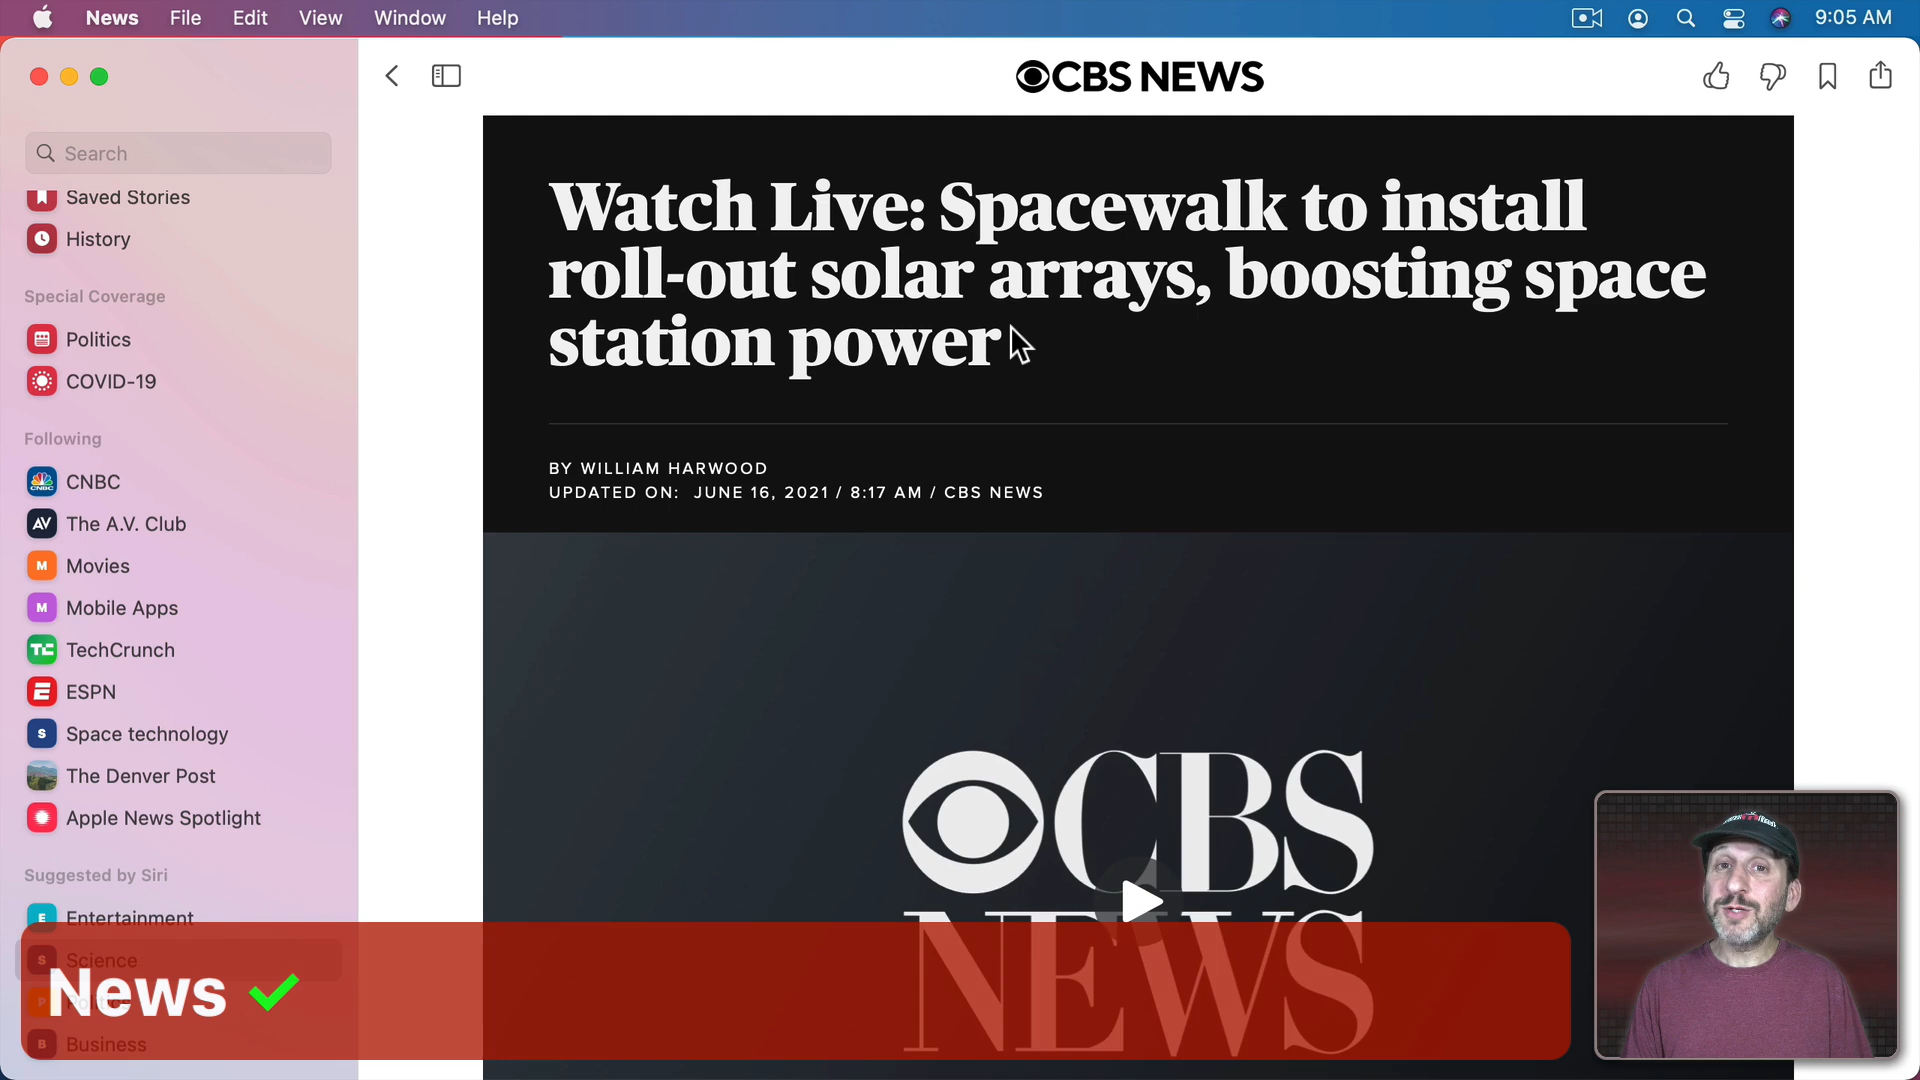 News File Edit View Window Help 9:05 AM
Search
Saved Stories
History
Special Coverage
Politics
COVID-19
Following
CNBC
The A.V. Club
Movies
Mobile Apps
TechCrunch
ESPN
Space technology
The Denver Post
Apple News Spotlight
Suggested by Siri
Entertainment
Science
Business
CBS NEWS
Watch Live: Spacewalk to install
roll-out solar arrays, boosting space
station power
BY WILLIAM HARWOOD
UPDATED ON: JUNE 16, 2021 / 8:17 AM / CBS NEWS
CBS
NEWS
News